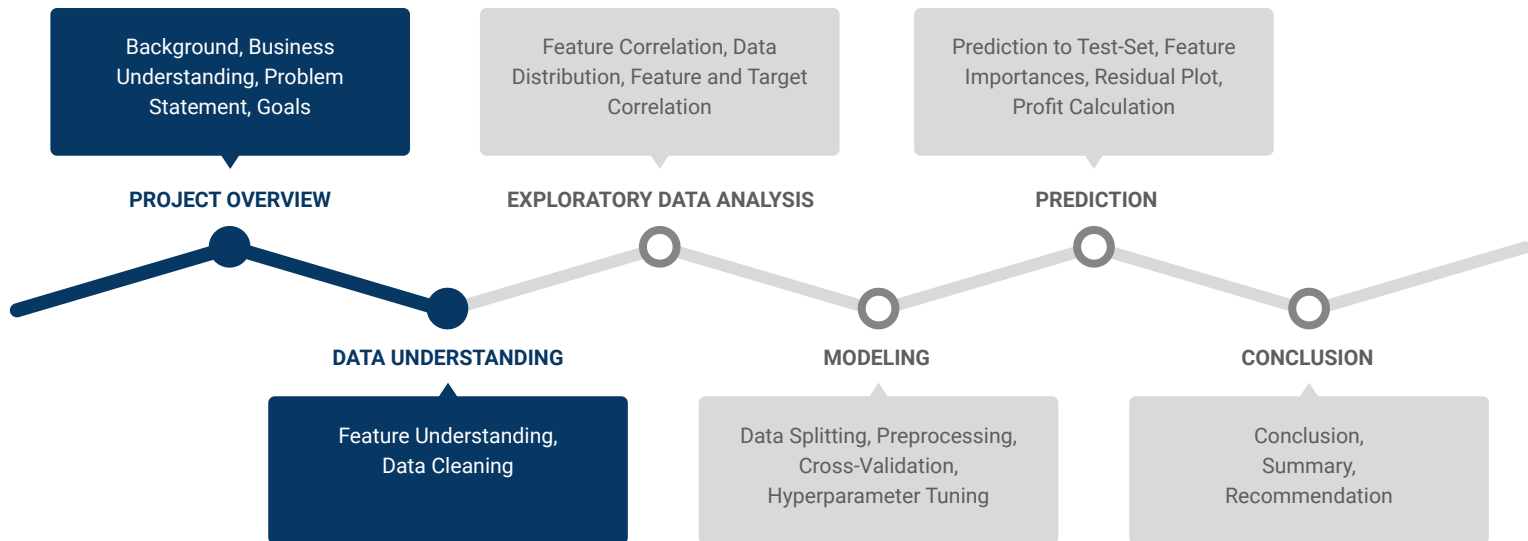 Background, Business
Understanding, Problem
Statement, Goals
PROJECT OVERVIEW
Feature Correlation, Data
Distribution, Feature and Target
Correlation
EXPLORATORY DATA ANALYSIS
Prediction to Test-Set, Feature
Importances, Residual Plot,
Profit Calculation
PREDICTION
DATA UNDERSTANDING
Feature Understanding,
Data Cleaning
MODELING
Data Splitting, Preprocessing,
Cross-Validation,
Hyperparameter Tuning
CONCLUSION
Conclusion,
Summary,
Recommendation